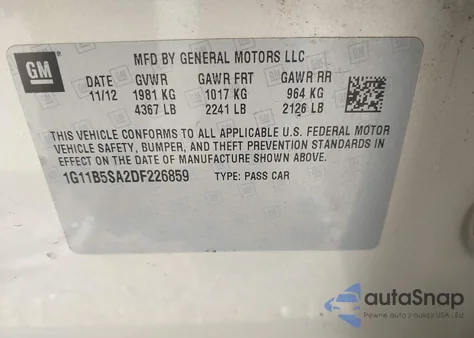 GM
MFD BY GENERAL MOTORS LLC
DATE GVWR GAWR FRT GAWR RR
11/12 1981 KG 1017 KG 964 KG
4367 LB 2241 LB 2126 LB
THIS VEHICLE CONFORMS TO ALL APPLICABLE U.S. FEDERAL MOTOR
VEHICLE SAFETY, BUMPER, AND THEFT PREVENTION STANDARDS IN
EFFECT ON THE DATE OF MANUFACTURE SHOWN ABOVE.
1G11B5SA2DF226859 TYPE: PASS CAR
autaSnap
Pewne auto z aukcji USA i EU